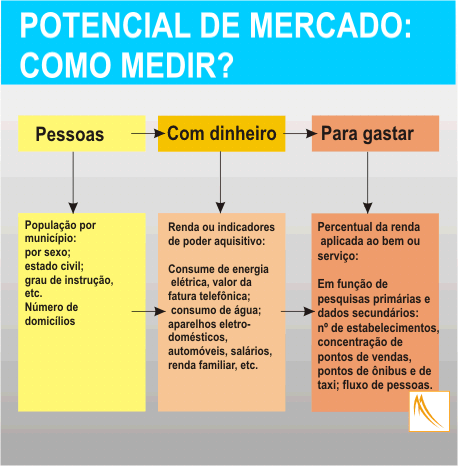 POTENCIAL DE MERCADO:
COMO MEDIR?
Pessoas
Com dinheiro
Para gastar
População por
município:
por sexo;
estado civil;
grau de instrução,
etc.
Número de
domicílios
Renda ou indicadores
de poder aquisitivo:
Consume de energia
elétrica, valor da
fatura telefônica;
consumo de água;
aparelhos eletro-
domésticos,
automóveis, salários,
renda familiar, etc.
Percentual da renda
aplicada ao bem ou
serviço:
Em função de
pesquisas primárias e
dados secundários:
nº de estabelecimentos,
concentração de
pontos de vendas,
pontos de ônibus e de
taxi; fluxo de pessoas.